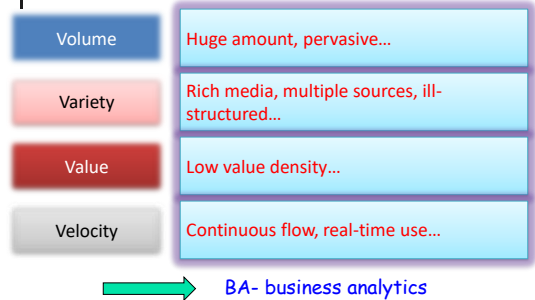 Volume
Huge amount, pervasive…
Variety
Rich media, multiple sources, ill-
structured…
Value
Low value density…
Velocity
Continuous flow, real-time use…
BA- business analytics